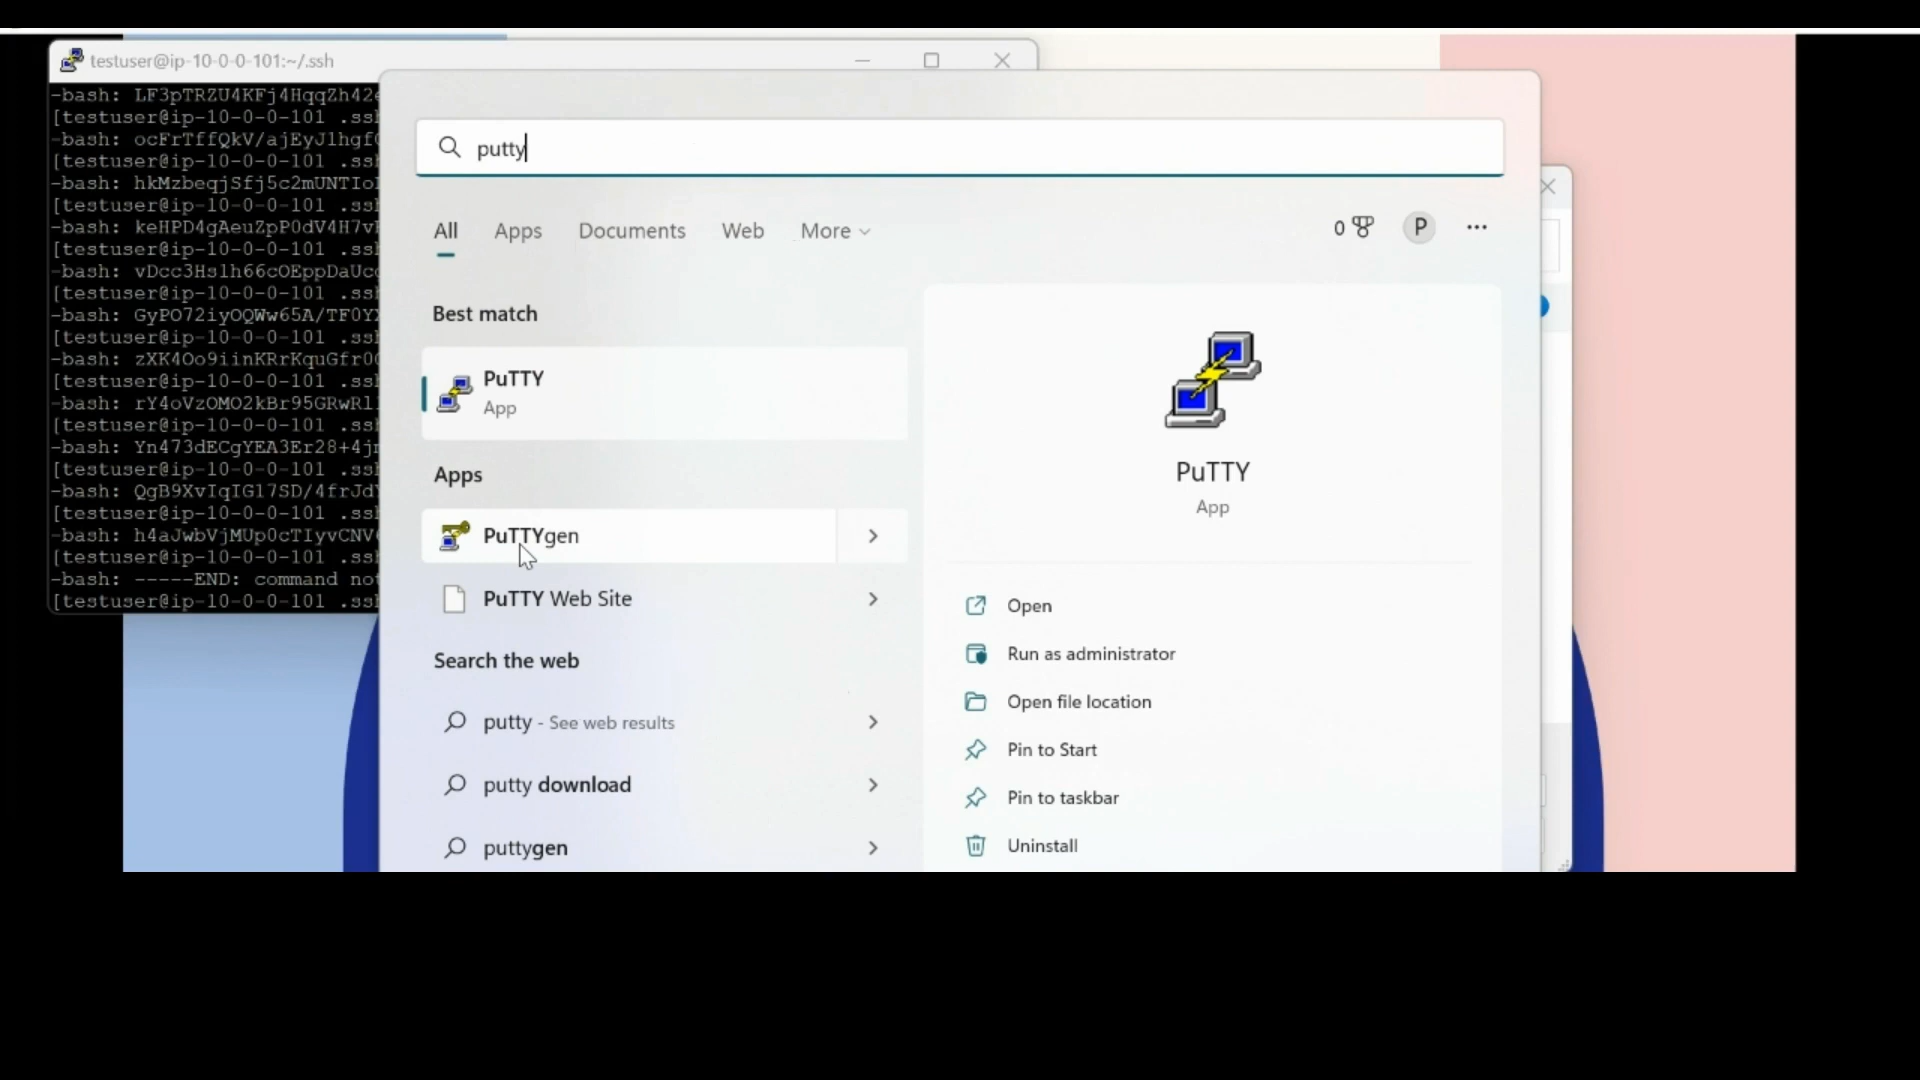 testuser@ip-10-0-0-101:~/.ssh
-bash: LF3pTRZU4KFj4HqqZh42
[testuser@ip-10-0-0-101 .ss
-bash: ocFrTffQkV/ajEyJlhgf
[testuser@ip-10-0-0-101 .ss
-bash: hkMzbeqjSfj5c2mUNTIo
[testuser@ip-10-0-0-101 .ss
-bash: keHPD4gAeuZpP0dV4H7v
[testuser@ip-10-0-0-101 .ss
-bash: vDcc3Hslh66cOEppDaUc
[testuser@ip-10-0-0-101 .ss
-bash: GyPO72iyOQWw65A/TF0Y
[testuser@ip-10-0-0-101 .ss
-bash: zXK4Oo9iinKRrKquGfr0
[testuser@ip-10-0-0-101 .ss
-bash: rY4oVzOMO2kBr95GRwRl
[testuser@ip-10-0-0-101 .ss
-bash: Yn473dECgYEA3Er28+4j
[testuser@ip-10-0-0-101 .ss
-bash: QgB9XvIqIG17SD/4frJd
[testuser@ip-10-0-0-101 .ss
-bash: h4aJwbVjMUp0cTIyvCNV
[testuser@ip-10-0-0-101 .ss
-bash: -----END: command not
[testuser@ip-10-0-0-101 .ss
putty
All Apps Documents Web More
0 P ...
Best match
PuTTY
App
Apps
PuTTYgen
PuTTY Web Site
Search the web
putty - See web results
putty download
puttygen
PuTTY
App
Open
Run as administrator
Open file location
Pin to Start
Pin to taskbar
Uninstall